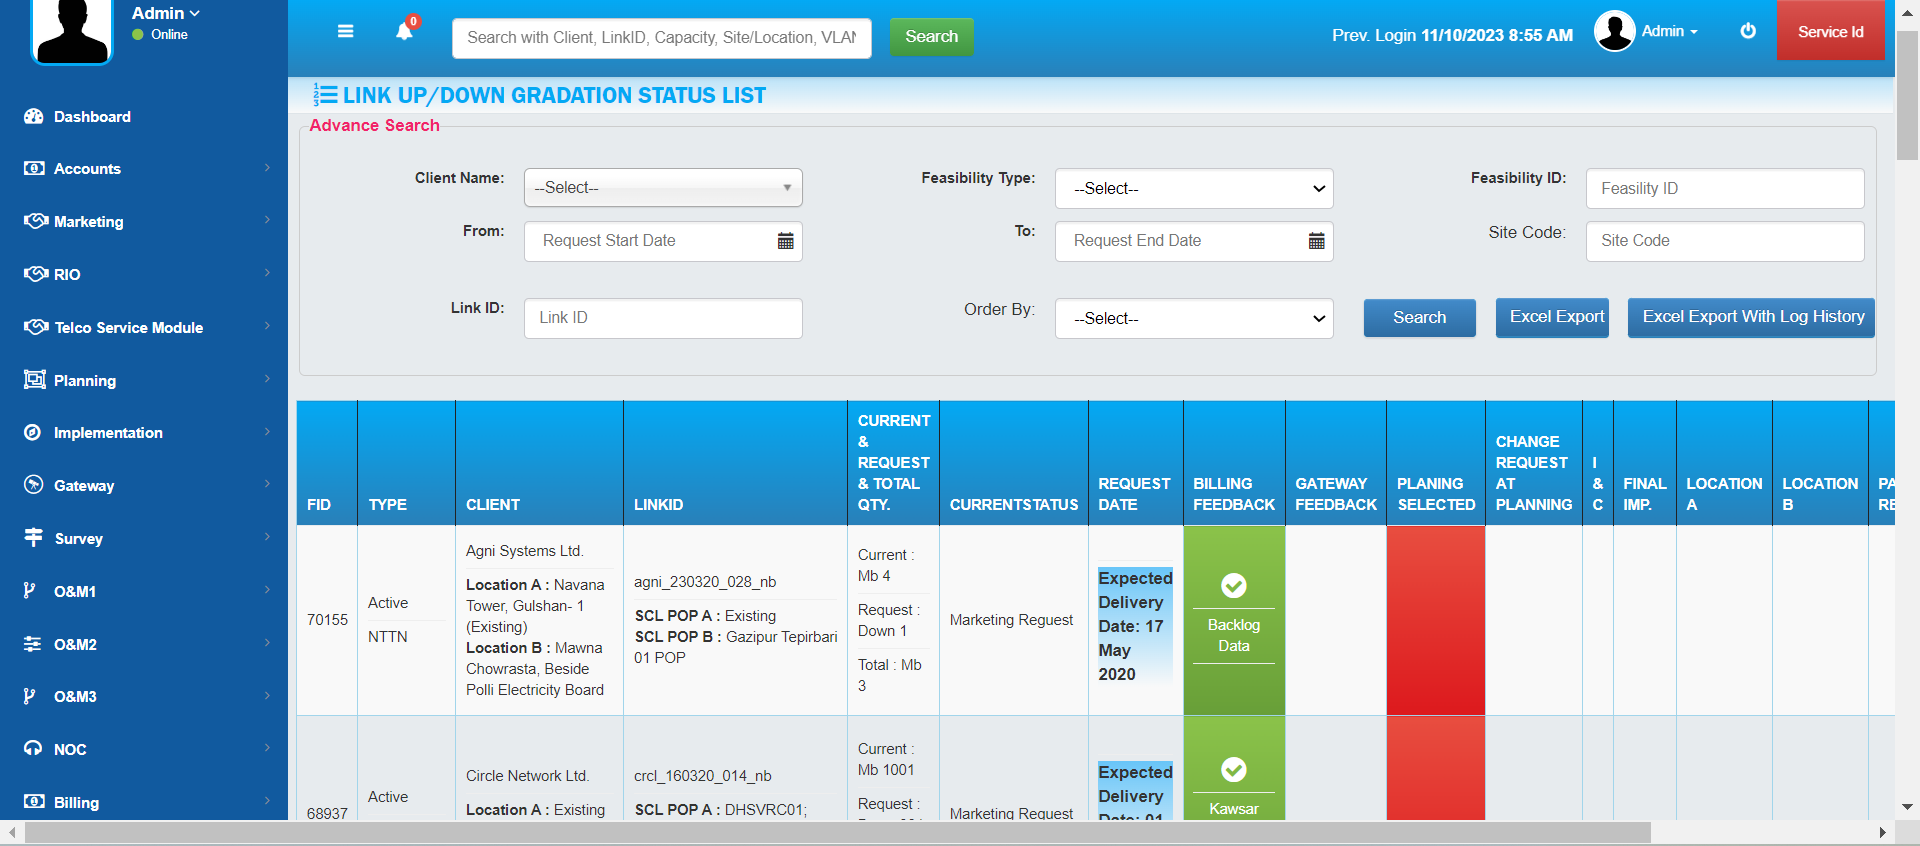 Admin
Online
Dashboard
Accounts
Marketing
RIO
Telco Service Module
Planning
Implementation
Gateway
Survey
O&M1
O&M2
O&M3
NOC
Billing
0
Search with Client, LinkID, Capacity, Site/Location, VLAN
Search
Prev. Login 11/10/2023 8:55 AM
Admin
Service Id
LINK UP/DOWN GRADATION STATUS LIST
Advance Search
Client Name: --Select--
Feasibility Type: --Select--
Feasibility ID: Feasility ID
From: Request Start Date
To: Request End Date
Site Code: Site Code
Link ID: Link ID
Order By: --Select--
Search
Excel Export
Excel Export With Log History
FID
TYPE
CLIENT
LINKID
CURRENT
&
REQUEST
& TOTAL
QTY.
CURRENTSTATUS
REQUEST
DATE
BILLING
FEEDBACK
GATEWAY
FEEDBACK
PLANING
SELECTED
CHANGE
REQUEST
AT
PLANNING
I
&
C
FINAL
IMP.
LOCATION
A
LOCATION
B
PA
RE
70155
Active
NTTN
Agni Systems Ltd.
Location A : Navana
Tower, Gulshan- 1
(Existing)
Location B : Mawna
Chowrasta, Beside
Polli Electricity Board
agni_230320_028_nb
SCL POP A : Existing
SCL POP B : Gazipur Tepirbari
01 POP
Current :
Mb 4
Request :
Down 1
Total : Mb
3
Marketing Request
Expected
Delivery
Date: 17
May
2020
Backlog
Data
68937
Active
Circle Network Ltd.
Location A : Existing
crcl_160320_014_nb
SCL POP A : DHSVRC01;
Current :
Mb 1001
Request :
Marketing Request
Expected
Delivery
Date: 01
Kawsar